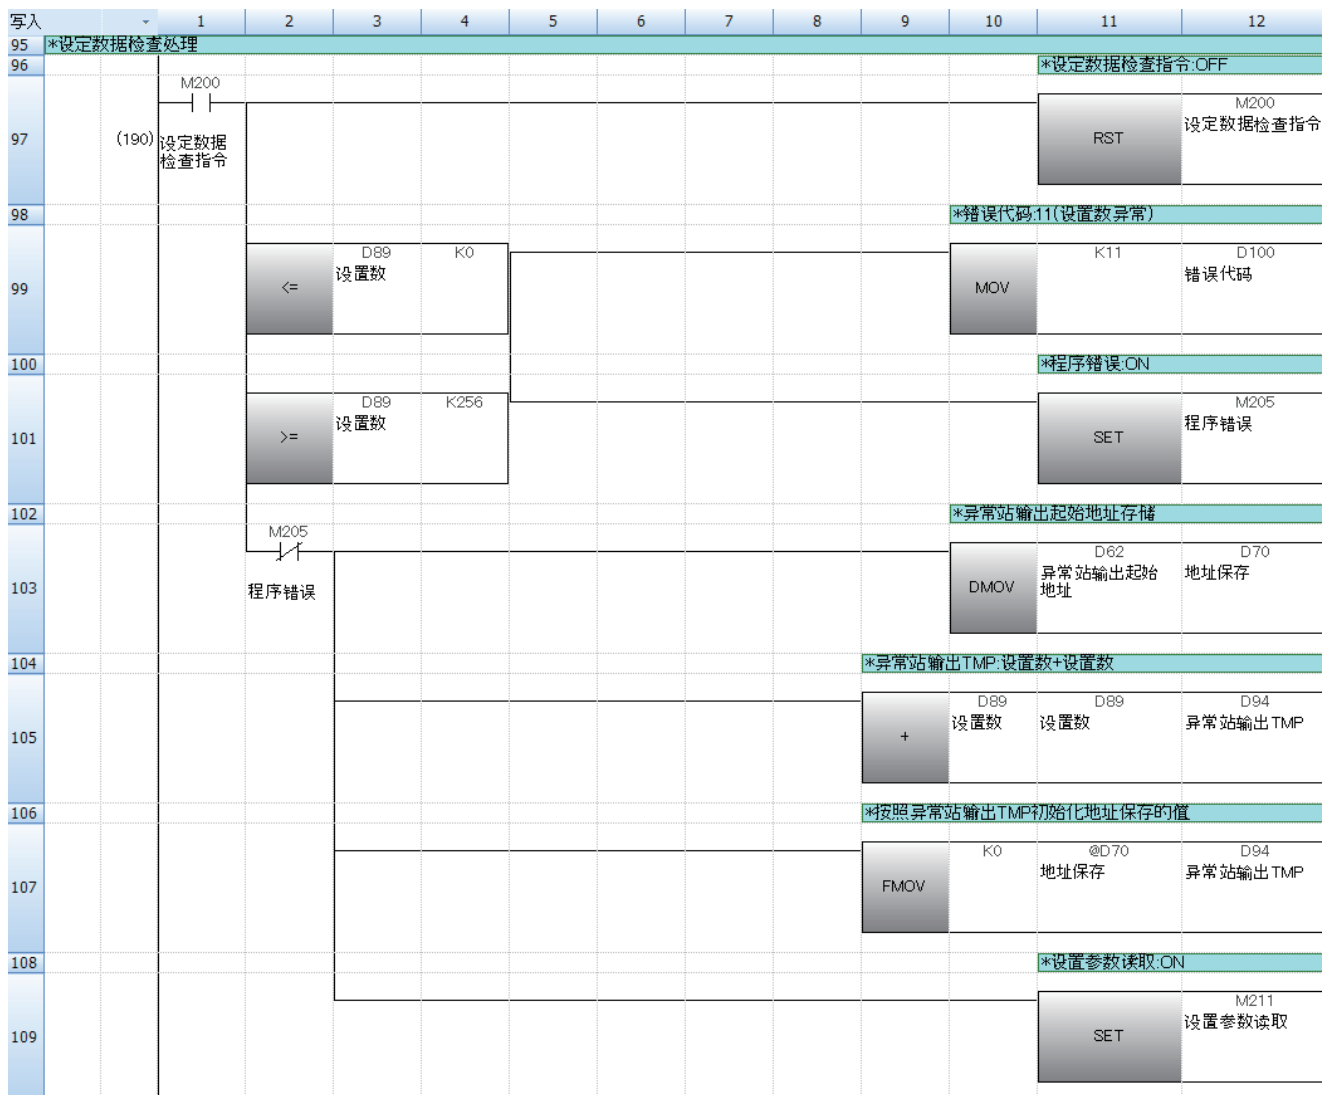 写入 1 2 3 4 5 6 7 8 9 10 11 12
95 *设定数据检查处理
96 *设定数据检查指令:OFF
M200 M200
97 (190) 设定数据 RST 设定数据检查指令
检查指令
98 *错误代码:11(设置数异常)
D89 K0 K11 D100
设置数 错误代码
99 <= MOV
100 *程序错误:ON
D89 K256 M205
设置数 程序错误
101 >= SET
102 *异常站输出起始地址存储
M205 D62 D70
异常站输出起始 地址保存
103 程序错误 DMOV 地址
104 *异常站输出TMP:设置数+设置数
D89 D89 D94
设置数 设置数 异常站输出TMP
105 +
106 *按照异常站输出TMP初始化地址保存的值
K0 @D70 D94
地址保存 异常站输出TMP
107 FMOV
108 *设置参数读取:ON
M211
设置参数读取
109 SET